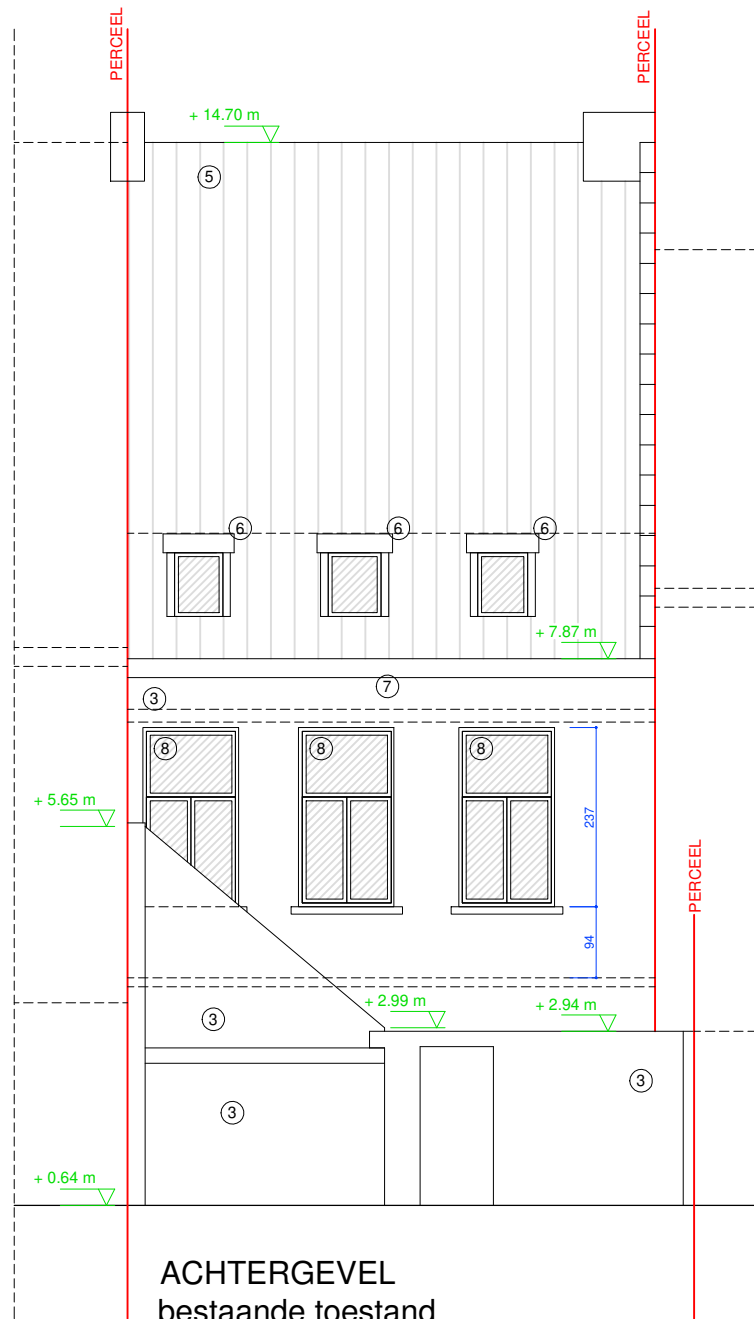 PERCEEL
PERCEEL
+ 14.70 m
5
6
6
6
+ 7.87 m
7
3
8
8
8
+ 5.65 m
237
PERCEEL
94
+ 2.99 m
+ 2.94 m
3
3
3
+ 0.64 m
ACHTERGEVEL
bestaande toestand